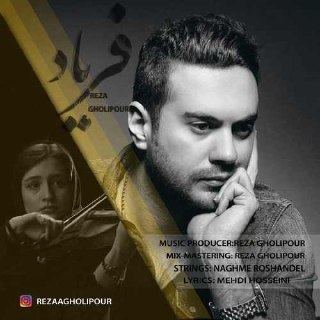 فریاد
REZA
GHOLIPOUR
MUSIC PRODUCER:REZA GHOLIPOUR
MIX-MASTERING: REZA GHOLIPOUR
STRINGS: NAGHME ROSHANDEL
LYRICS: MEHDI HOSSEINI
REZAAGHOLIPOUR